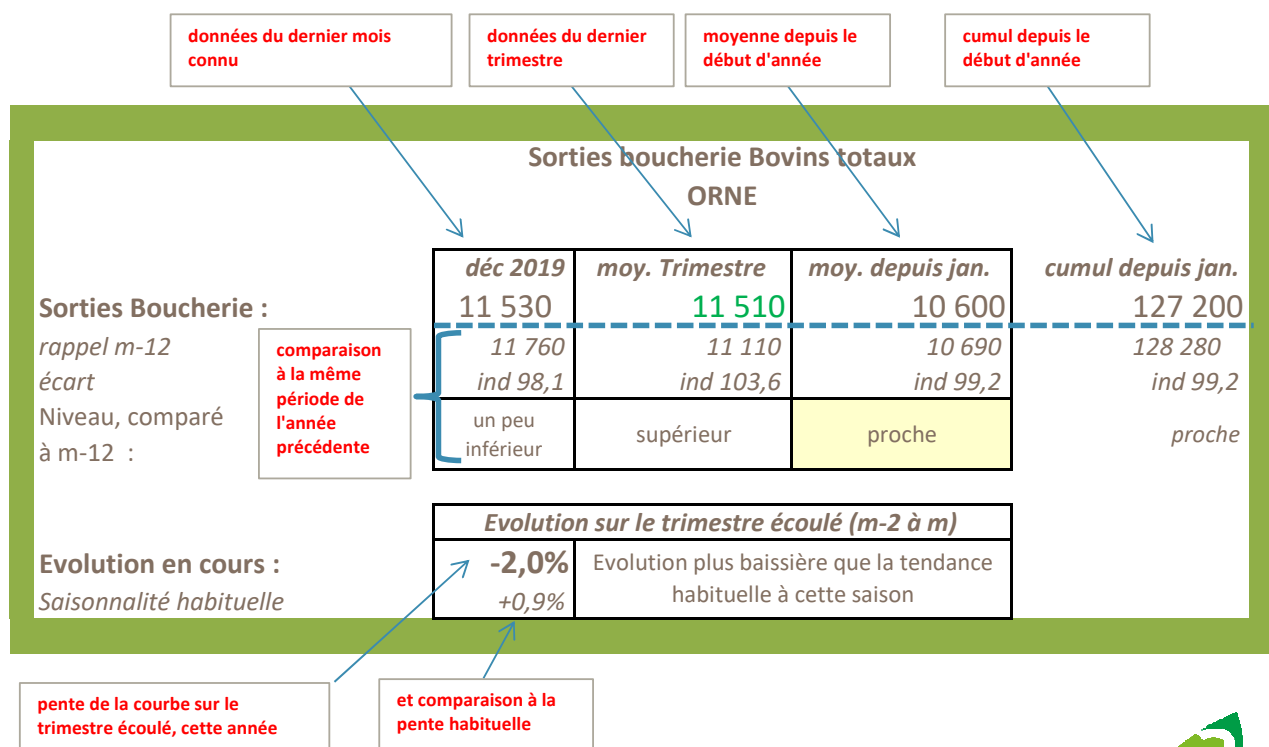 données du dernier mois
connu
données du dernier
trimestre
moyenne depuis le
début d'année
cumul depuis le
début d'année
Sorties boucherie Bovins totaux
ORNE
déc 2019 moy. Trimestre moy. depuis jan. cumul depuis jan.
Sorties Boucherie : 11 530 11 510 10 600 127 200
rappel m-12 11 760 11 110 10 690 128 280
écart ind 98,1 ind 103,6 ind 99,2 ind 99,2
comparaison
à la même
période de
l'année
précédente
Niveau, comparé
à m-12 :
un peu
inférieur
supérieur
proche
proche
Evolution sur le trimestre écoulé (m-2 à m)
Evolution en cours : -2,0%
Saisonnalité habituelle +0,9%
Evolution plus baissière que la tendance
habituelle à cette saison
pente de la courbe sur le
trimestre écoulé, cette année
et comparaison à la
pente habituelle